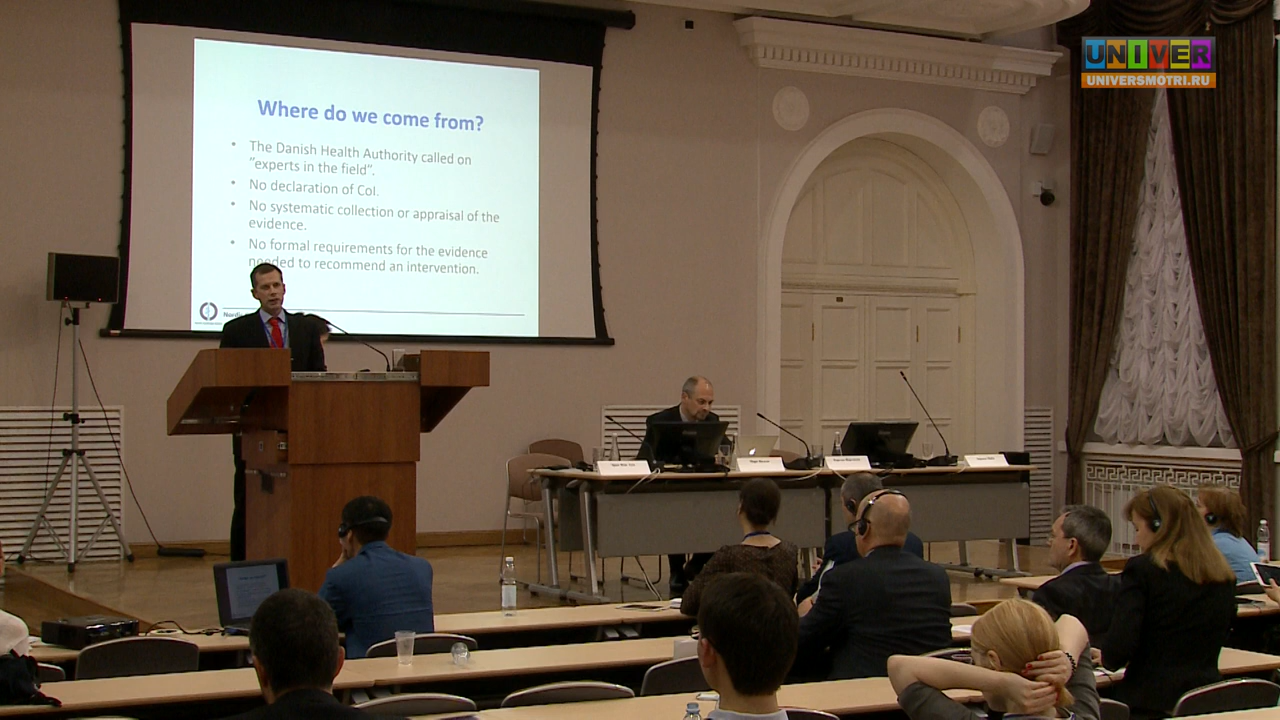 UNIVER
UNIVERSMOTRI.RU
Where do we come from?
• The Danish Health Authority called on
"experts in the field".
• No declaration of CoI.
• No systematic collection or appraisal of the
evidence.
• No formal requirements for the evidence
needed to recommend an intervention.